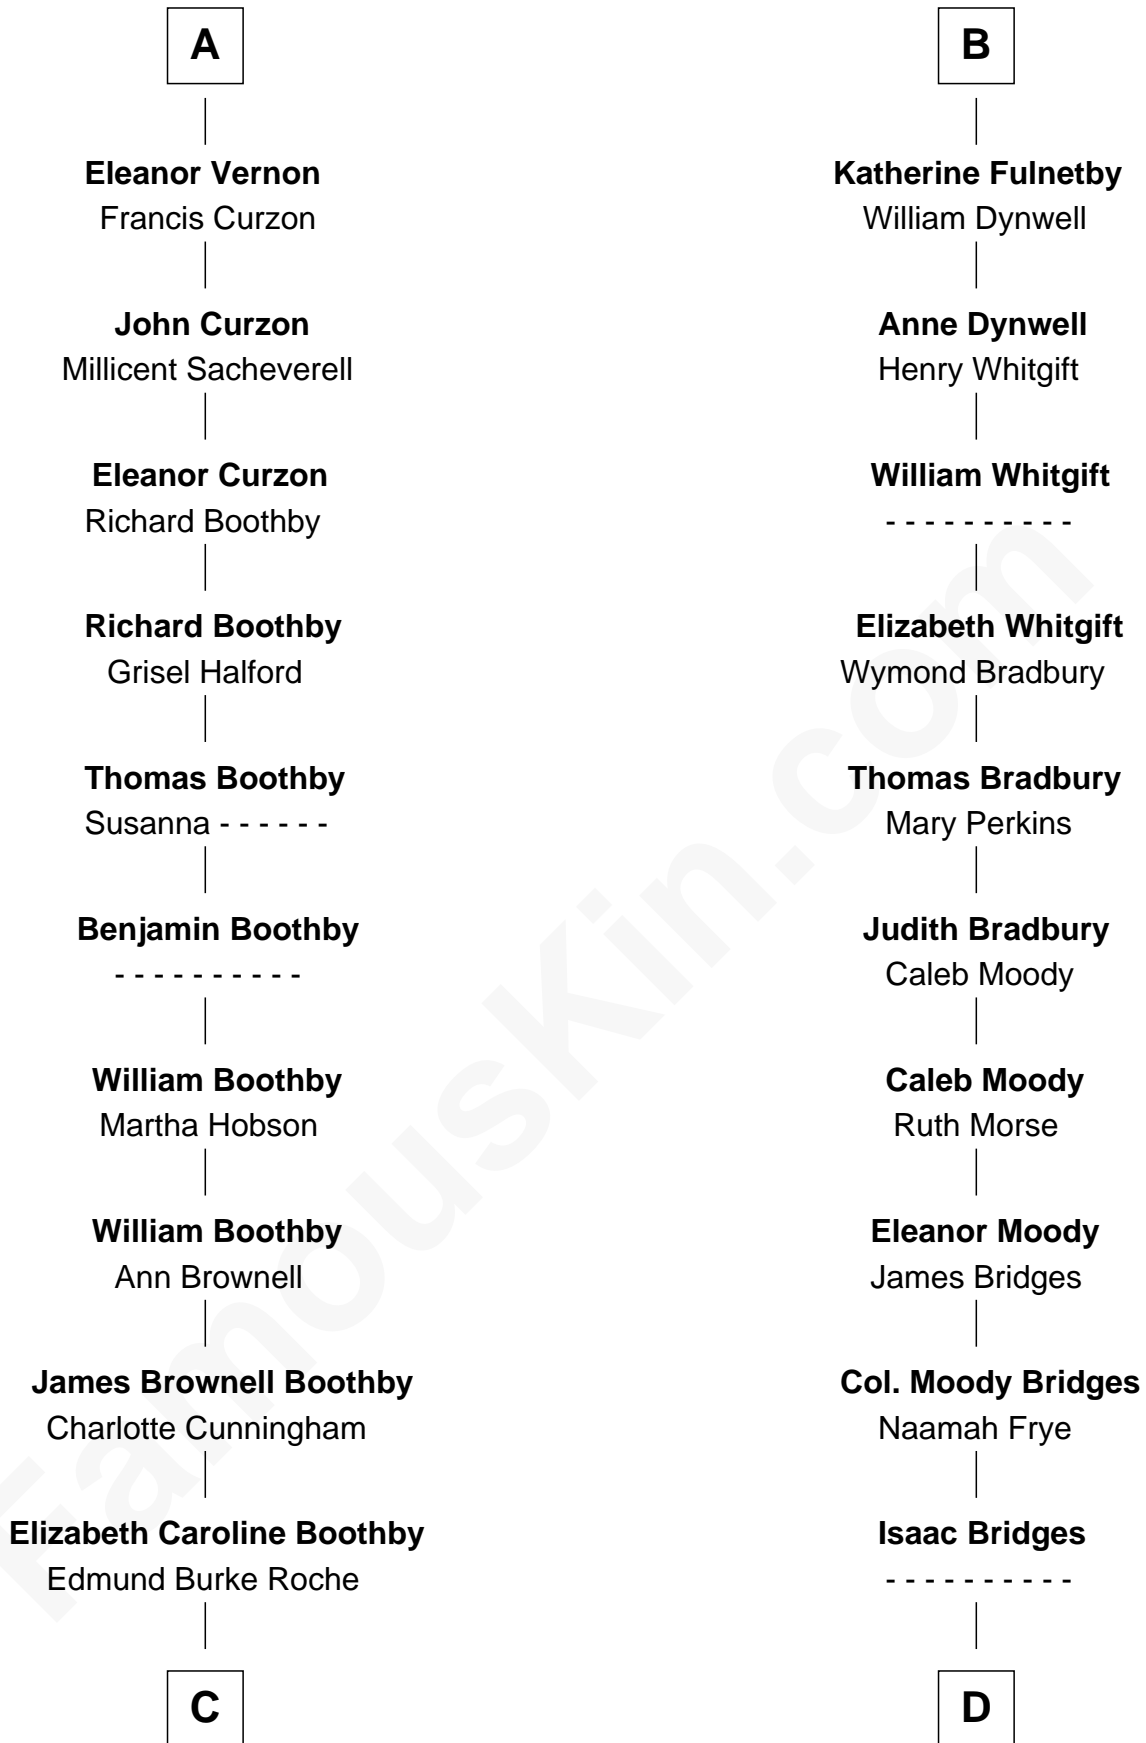 A
Eleanor Vernon
Francis Curzon
John Curzon
Millicent Sacheverell
Eleanor Curzon
Richard Boothby
Richard Boothby
Grisel Halford
Thomas Boothby
Susanna - - - - - -
Benjamin Boothby
- - - - - - - - - -
William Boothby
Martha Hobson
William Boothby
Ann Brownell
James Brownell Boothby
Charlotte Cunningham
Elizabeth Caroline Boothby
Edmund Burke Roche
C
B
Katherine Fulnetby
William Dynwell
Anne Dynwell
Henry Whitgift
William Whitgift
- - - - - - - - - -
Elizabeth Whitgift
Wymond Bradbury
Thomas Bradbury
Mary Perkins
Judith Bradbury
Caleb Moody
Caleb Moody
Ruth Morse
Eleanor Moody
James Bridges
Col. Moody Bridges
Naamah Frye
Isaac Bridges
- - - - - - - - - -
D
FamousKin.com